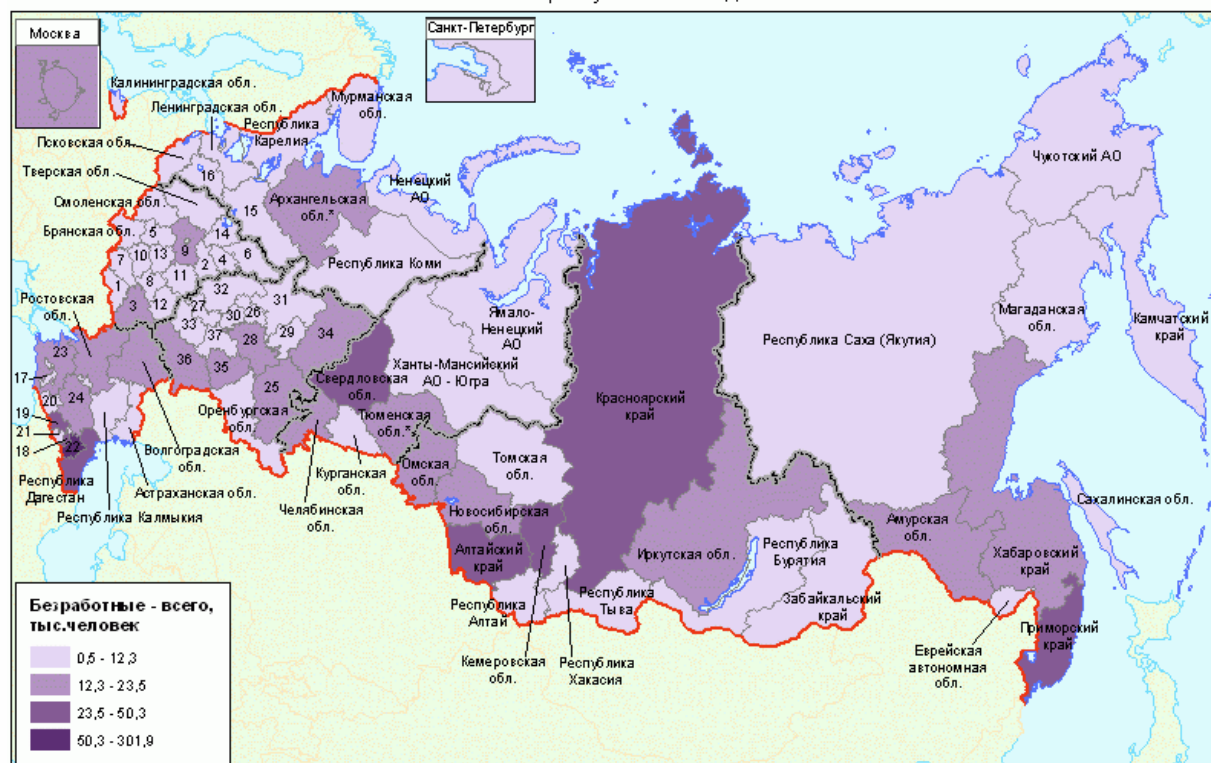 Москва
Санкт-Петербург
Калининградская обл.
Ленинградская обл.
Мурманская
обл.
Республика
Карелия
Псковская обл.
Тверская обл.
Смоленская обл.
Брянская обл.
Ненецкий
АО
Архангельская
обл.*
Чукотский АО
16
15
5
14
9
7
10
13
2
4
6
11
1
8
12
3
Республика Коми
Ростовская
обл.
32
31
27
30
26
33
29
34
37
28
36
35
25
23
17
20
24
19
21
18
22
Ямало-
Ненецкий
АО
Ханты-Мансийский
АО - Югра
Свердловская
обл.
Тюменская
обл.*
Оренбургская
обл.
Магаданская
обл.
Камчатский
край
Республика Саха (Якутия)
Красноярский
край
Томская
обл.
Омская
обл.
Курганская
обл.
Челябинская
обл.
Волгоградская
обл.
Астраханская обл.
Республика
Дагестан
Республика Калмыкия
Новосибирская
обл.
Алтайский
край
Иркутская обл.
Республика
Бурятия
Забайкальский
край
Республика
Тыва
Республика
Алтай
Кемеровская
обл.
Республика
Хакасия
Амурская
обл.
Хабаровский
край
Сахалинская обл.
Приморский
край
Еврейская
автономная
обл.
Безработные - всего,
тыс.человек
0,5 - 12,3
12,3 - 23,5
23,5 - 50,3
50,3 - 301,9